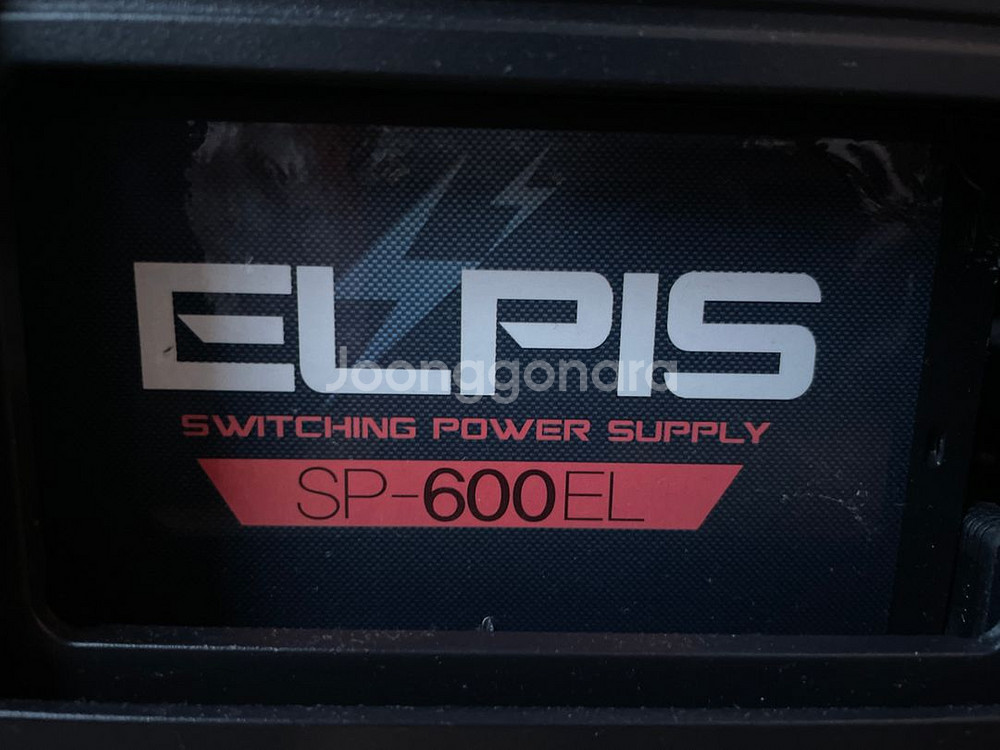 ELPIS
Joonggonara
SWITCHING POWER SUPPLY
SP-600EL